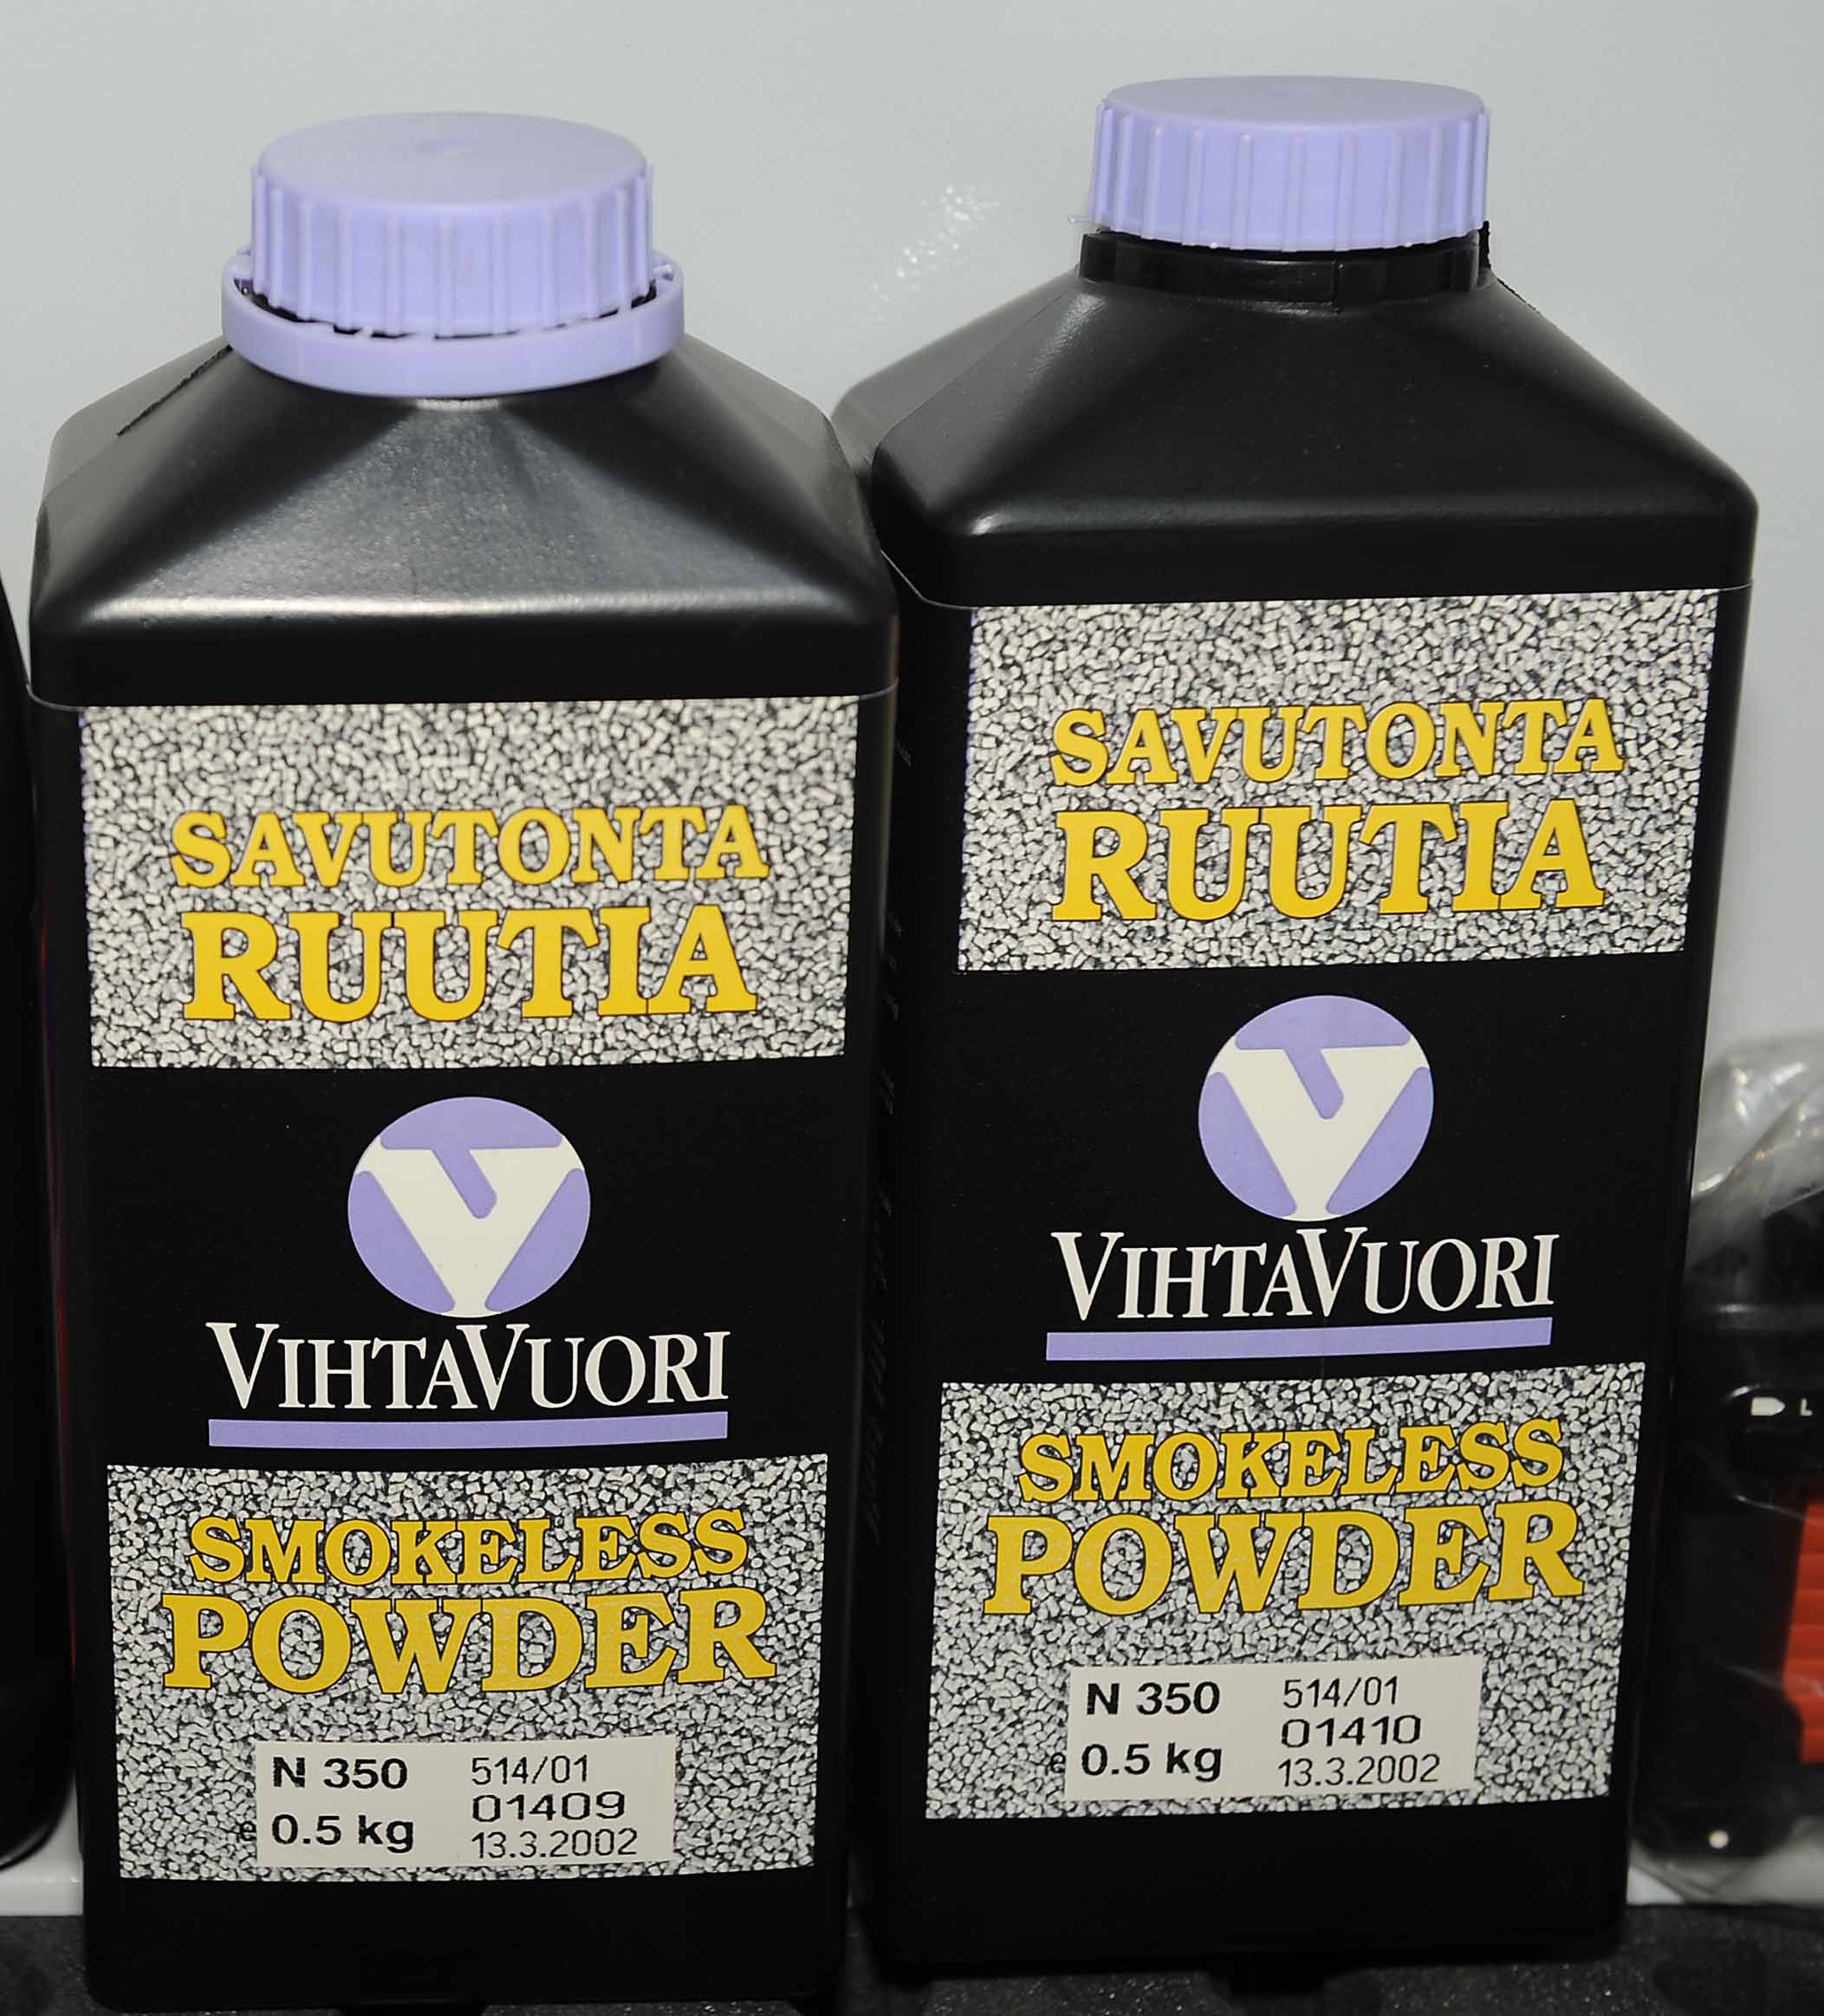 SAVUTONTA
RUUTIA
VIHTAVUORI
SMOKELESS
POWDER
N 350 514/01
01409
e 0.5 kg
13.3.2002
SAVUTONTA
RUUTIA
VIHTAVUORI
SMOKELESS
POWDER
N 350 514/01
01410
e 0.5 kg
13.3.2002
L